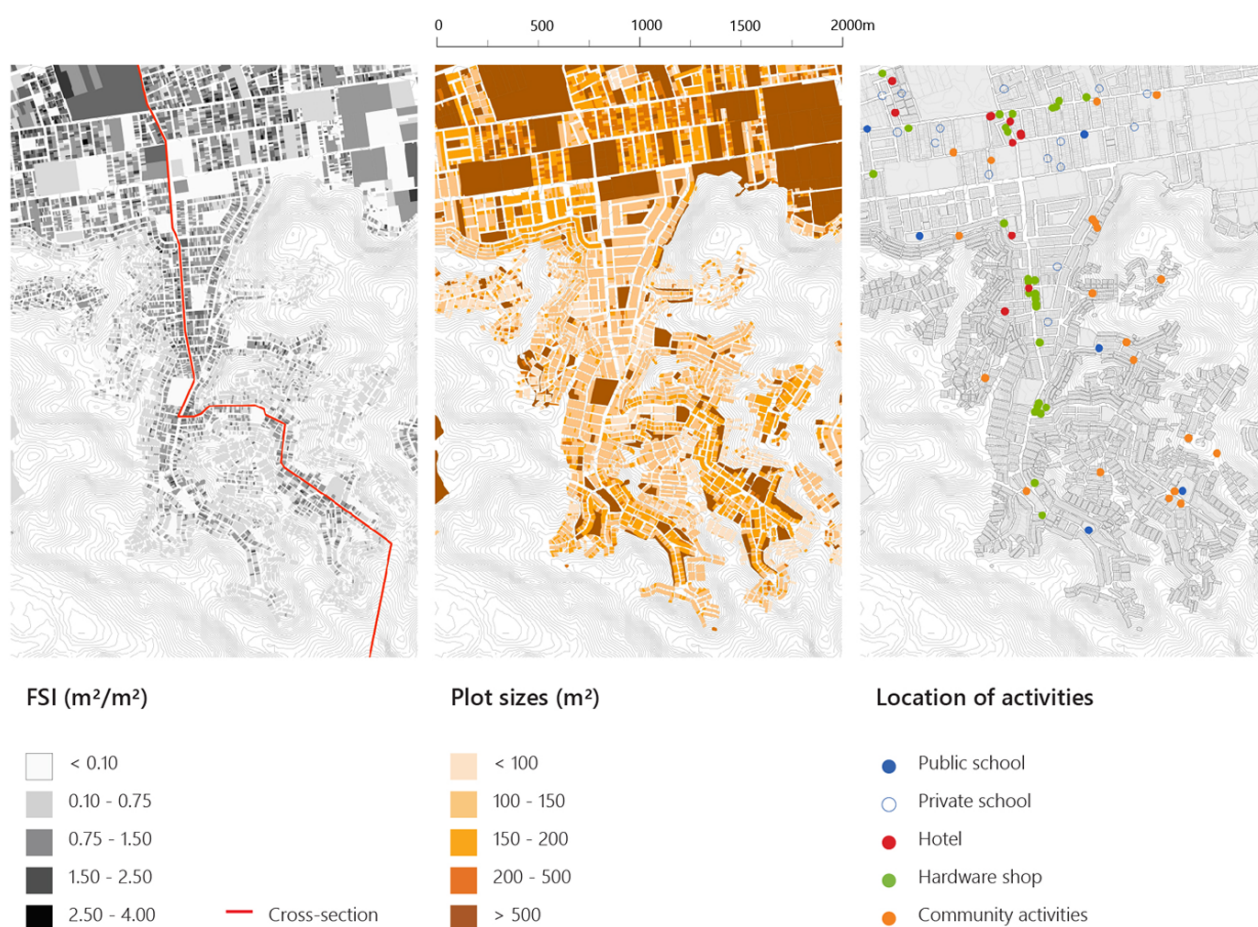 0 500 1000 1500 2000m
FSI (m²/m²)
< 0.10
0.10 - 0.75
0.75 - 1.50
1.50 - 2.50
2.50 - 4.00
Cross-section
Plot sizes (m²)
< 100
100 - 150
150 - 200
200 - 500
> 500
Location of activities
Public school
Private school
Hotel
Hardware shop
Community activities